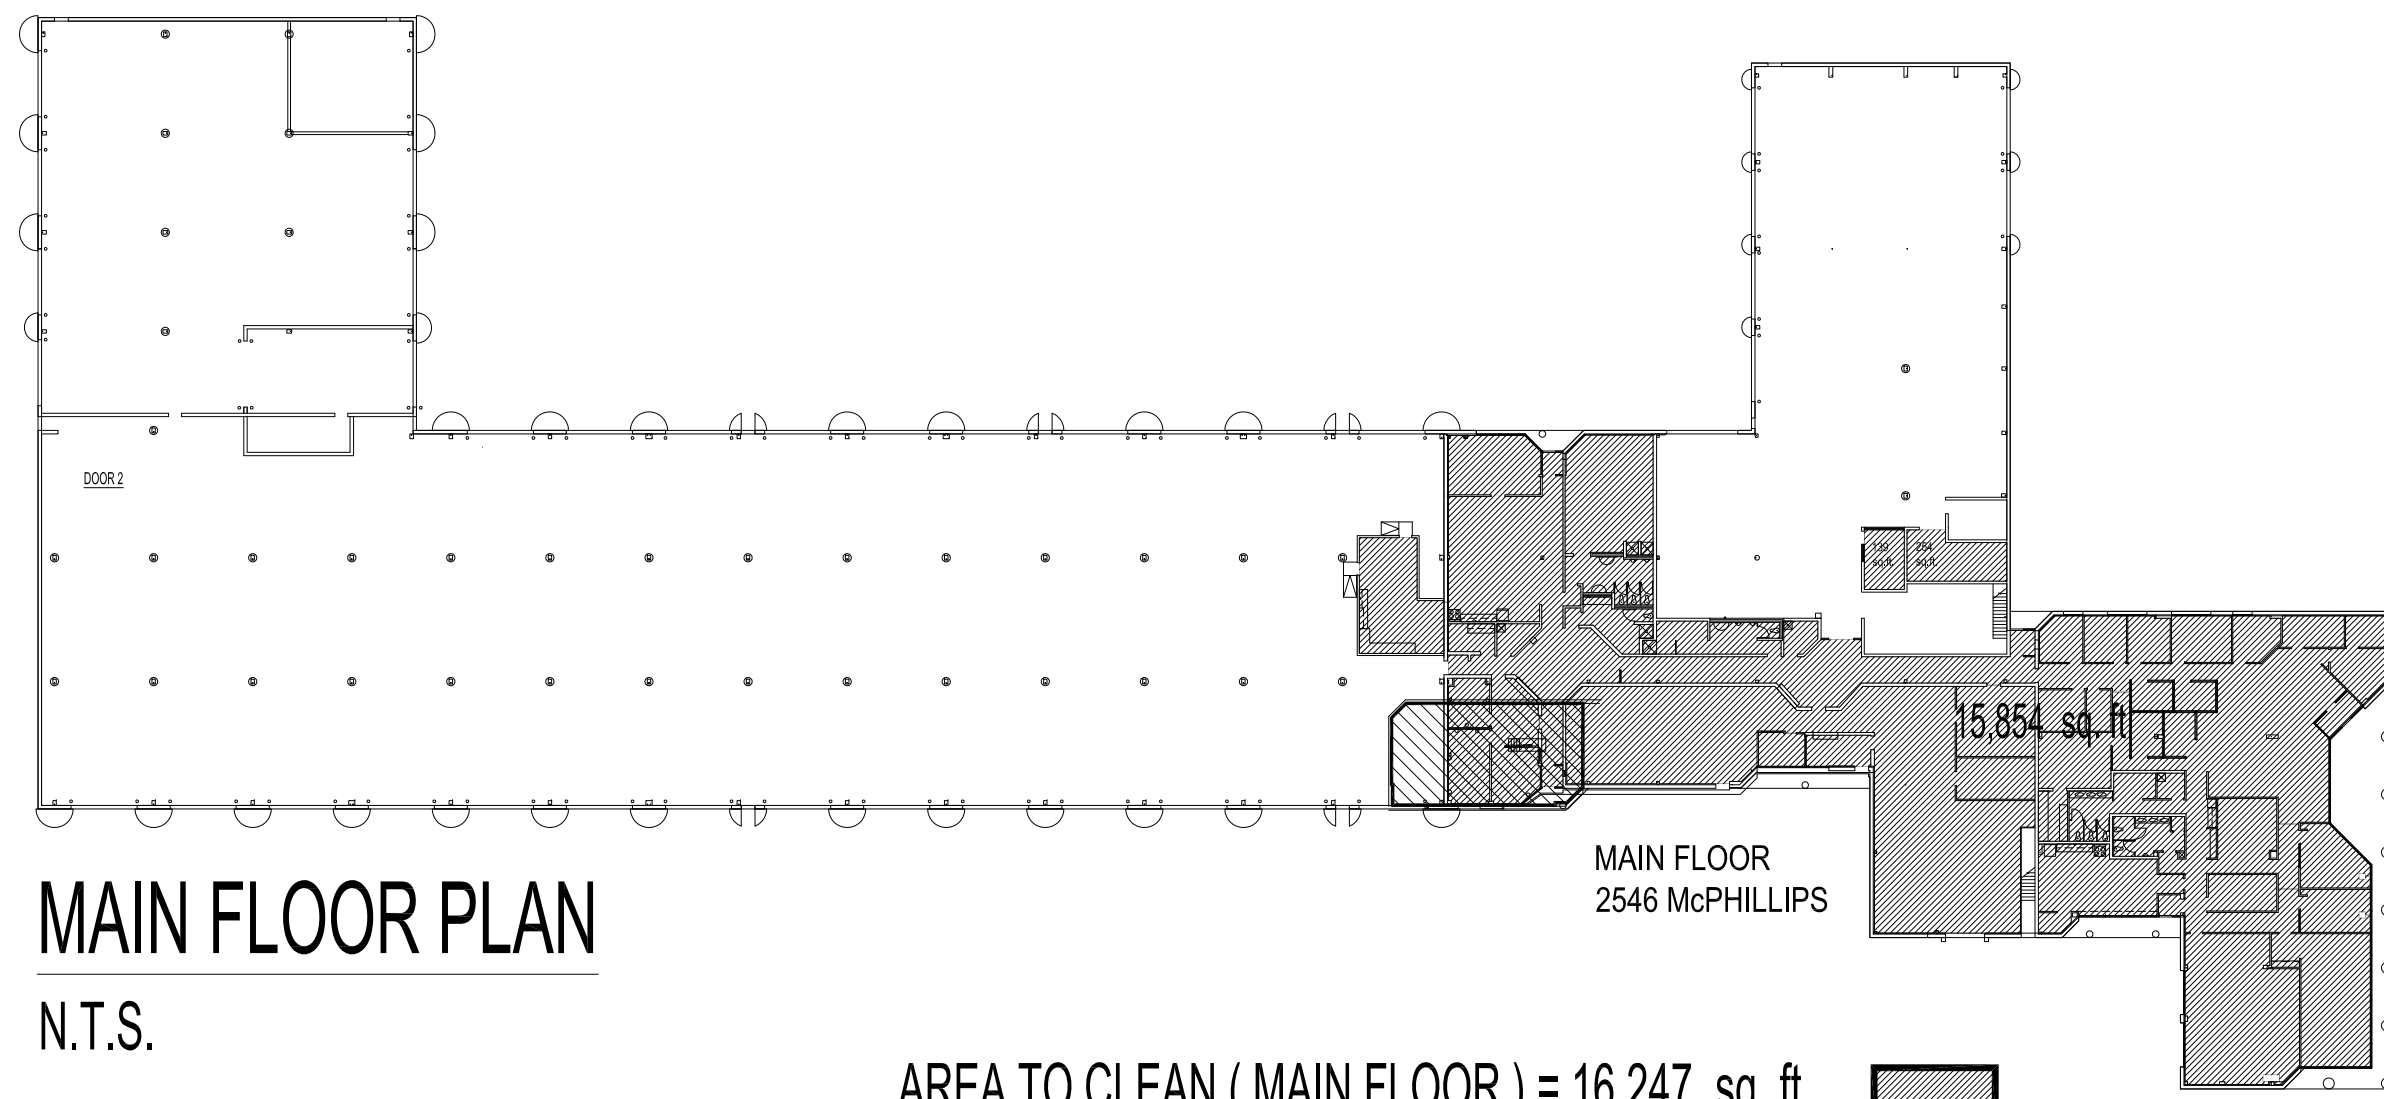 DOOR 2
139
sq.ft.
254
sq.ft.
15,854 sq. ft
MAIN FLOOR
2546 McPHILLIPS
MAIN FLOOR PLAN
N.T.S.
AREA TO CLEAN ( MAIN FLOOR ) = 16,247 sq. ft